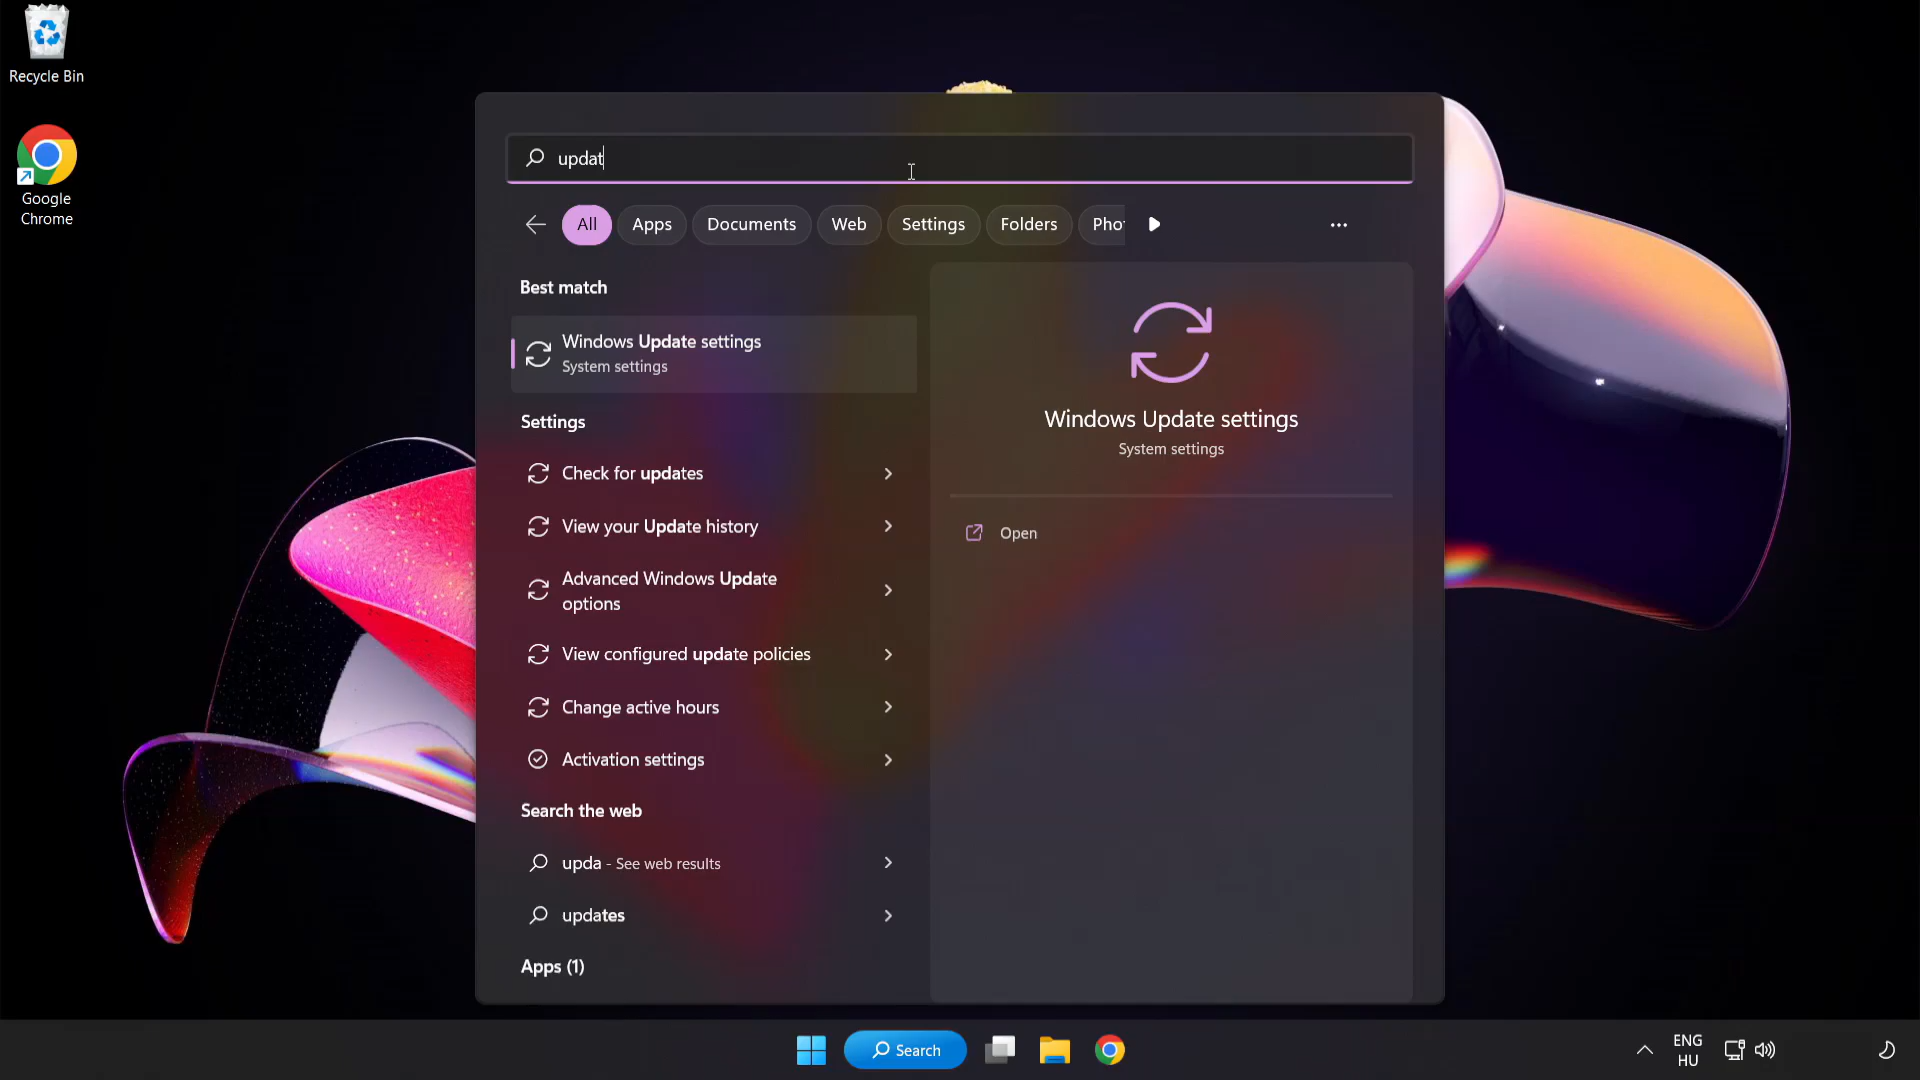 Recycle Bin
Google
Chrome
updat
All
Apps
Documents
Web
Settings
Folders
Pho
Best match
Windows Update settings
System settings
Settings
Check for updates
View your Update history
Advanced Windows Update
options
View configured update policies
Change active hours
Activation settings
Search the web
upda - See web results
updates
Apps (1)
Windows Update settings
System settings
Open
Search
ENG
HU